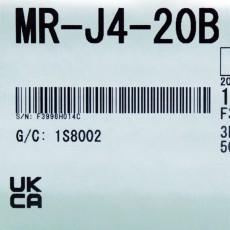 MR-J4-20B
S/N: F3998H014C
G/C: 1S8002
UK
CA